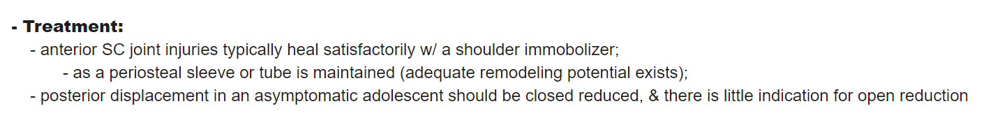 - Treatment:
- anterior SC joint injuries typically heal satisfactorily w/ a shoulder immobolizer;
- as a periosteal sleeve or tube is maintained (adequate remodeling potential exists);
- posterior displacement in an asymptomatic adolescent should be closed reduced, & there is little indication for open reduction